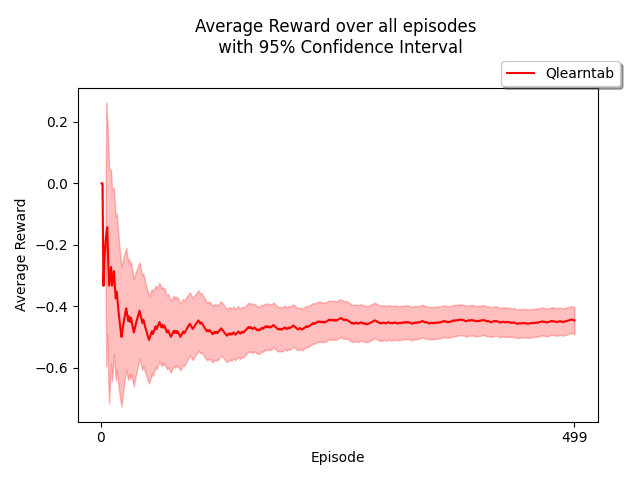 Average Reward over all episodes
with 95% Confidence Interval
Qlearntab
0.2
0.0
−0.2
−0.4
−0.6
Average Reward
0 499
Episode